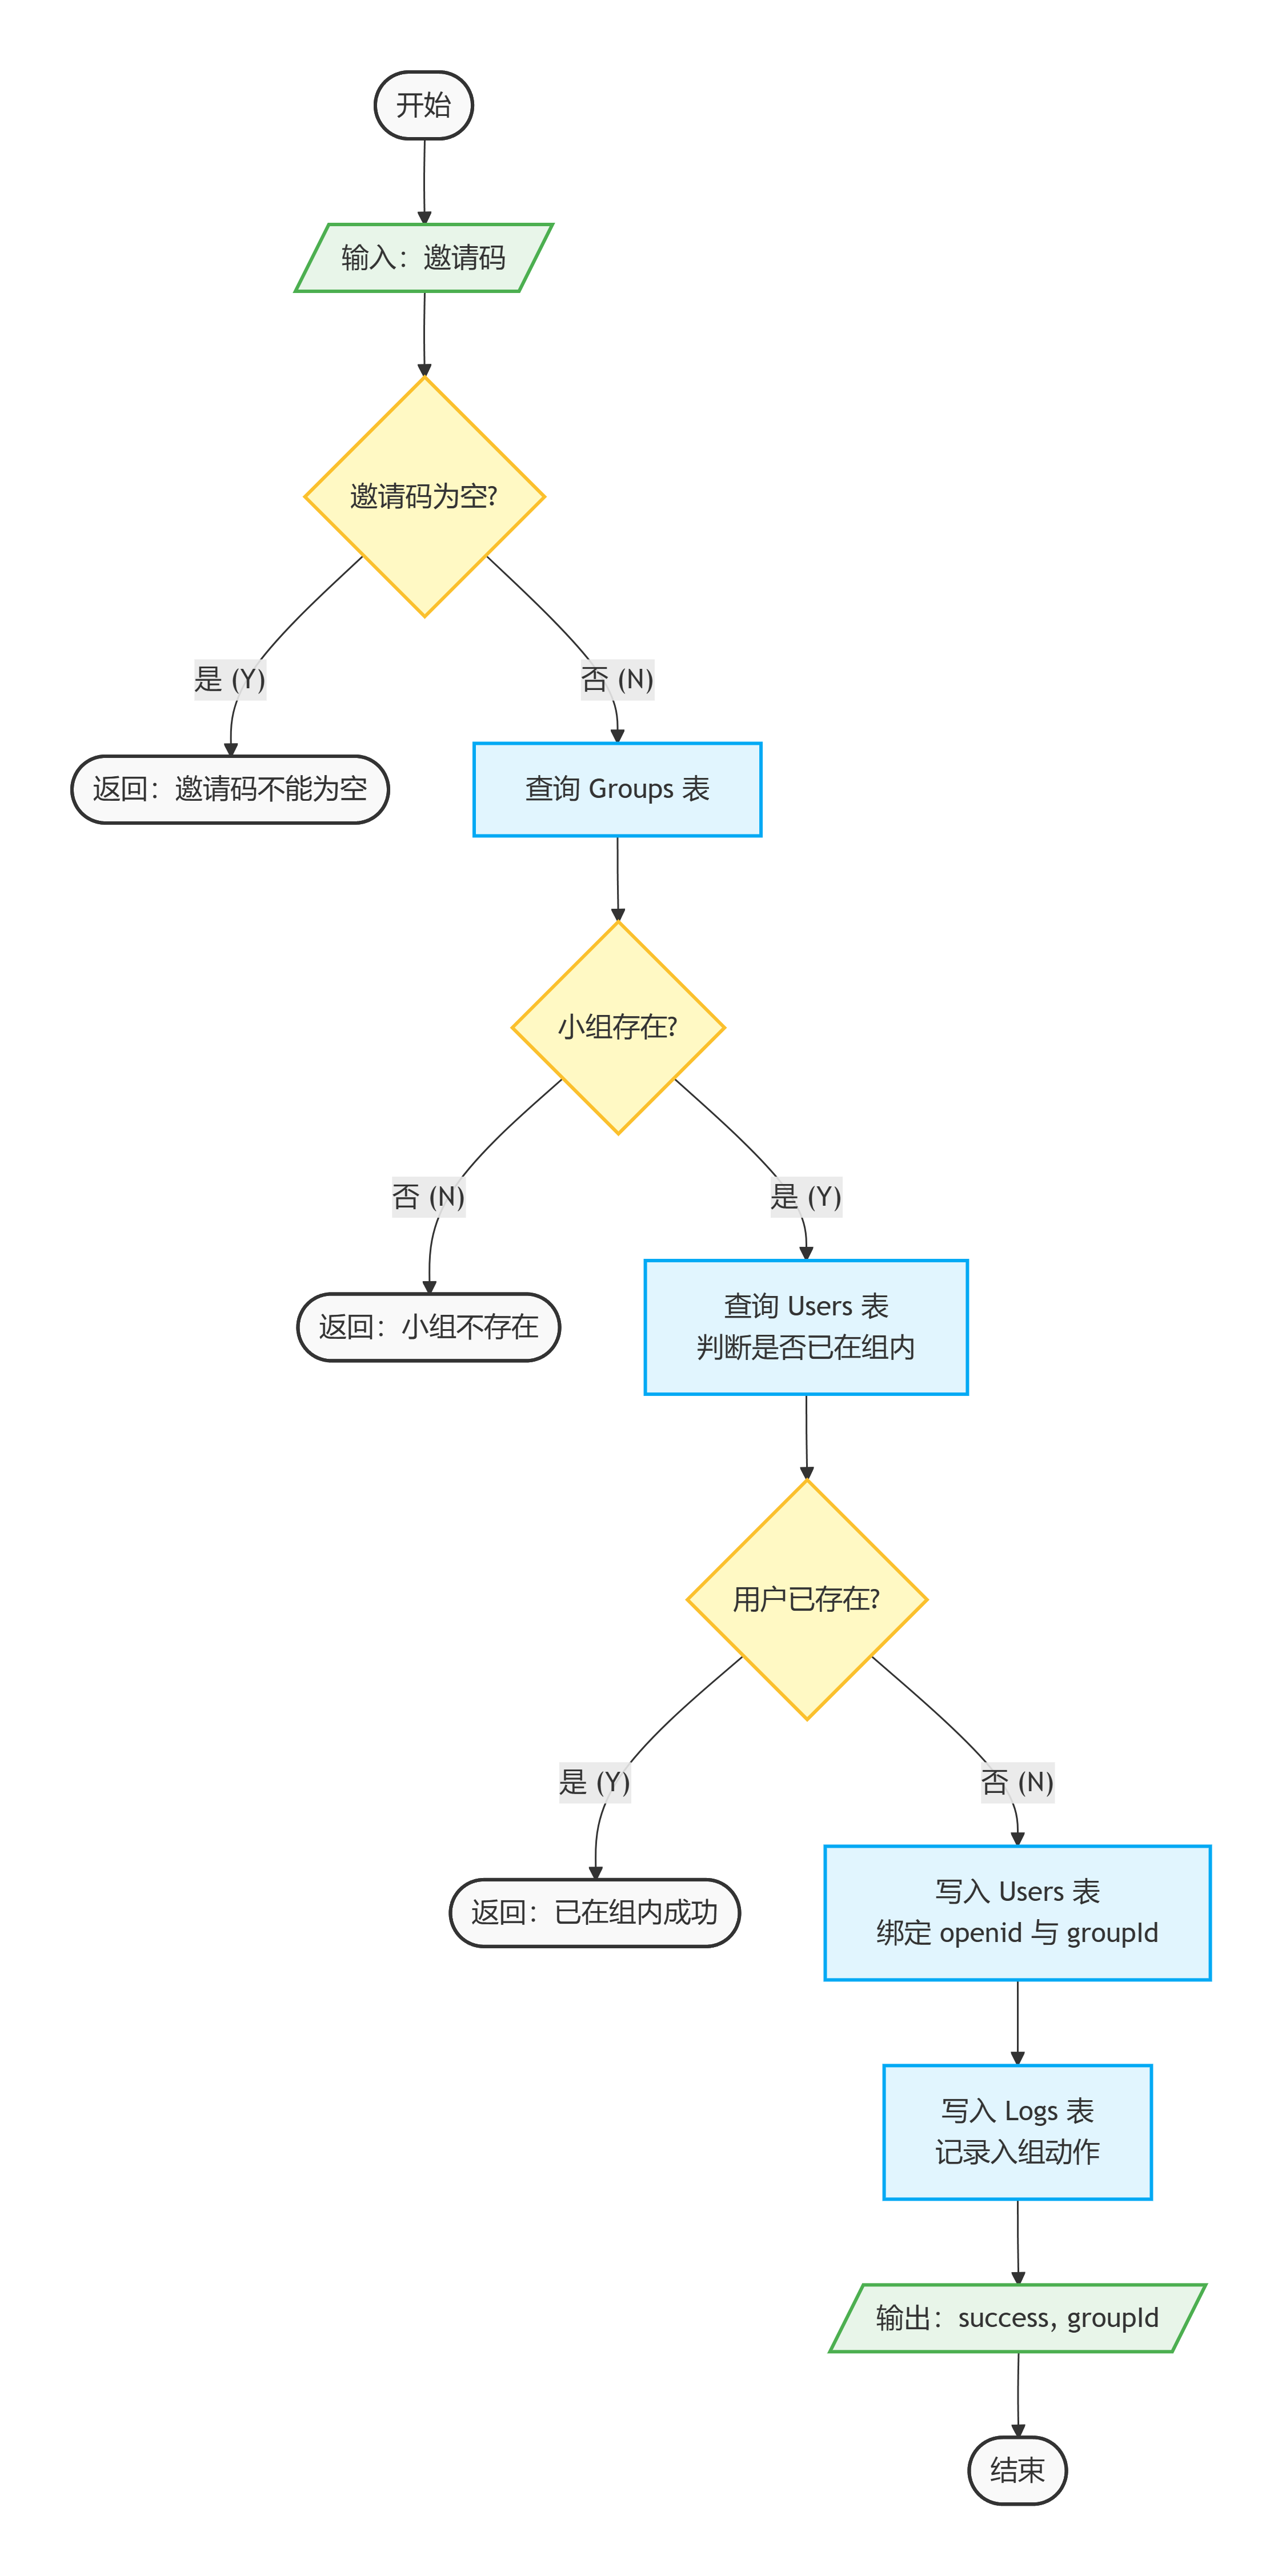 开始
输入：邀请码
邀请码为空?
是 (Y)
否 (N)
返回：邀请码不能为空
查询 Groups 表
小组存在?
否 (N)
是 (Y)
返回：小组不存在
查询 Users 表
判断是否已在组内
用户已存在?
是 (Y)
否 (N)
返回：已在组内成功
写入 Users 表
绑定 openid 与 groupId
写入 Logs 表
记录入组动作
输出：success, groupId
结束